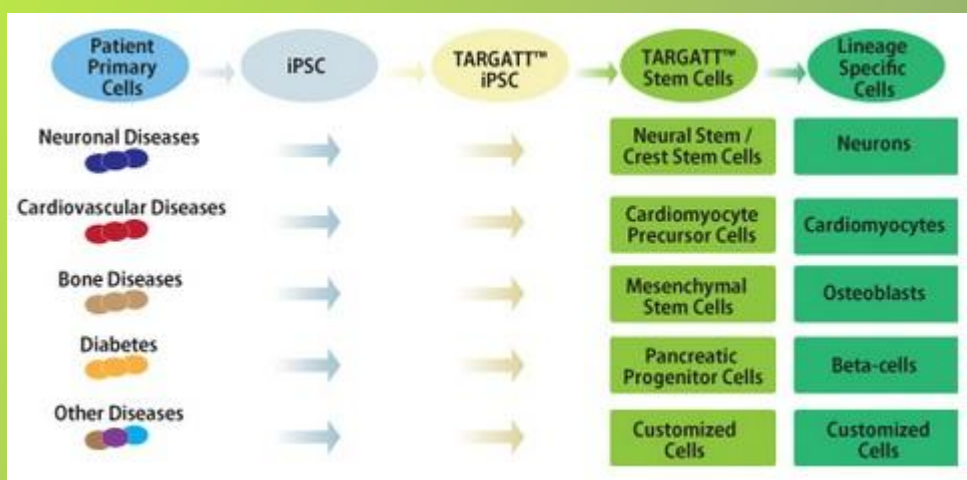 Patient
Primary
Cells
iPSC
TARGATT™
iPSC
TARGATT™
Stem Cells
Lineage
Specific
Cells
Neuronal Diseases
Neural Stem /
Crest Stem Cells
Neurons
Cardiovascular Diseases
Cardiomyocyte
Precursor Cells
Cardiomyocytes
Bone Diseases
Mesenchymal
Stem Cells
Osteoblasts
Diabetes
Pancreatic
Progenitor Cells
Beta-cells
Other Diseases
Customized
Cells
Customized
Cells